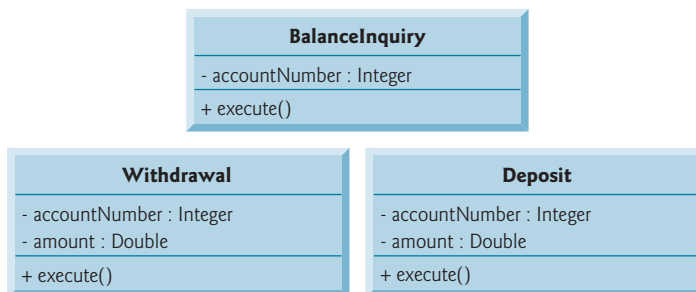 BalanceInquiry
- accountNumber : Integer
+ execute()
Withdrawal
- accountNumber : Integer
- amount : Double
+ execute()
Deposit
- accountNumber : Integer
- amount : Double
+ execute()